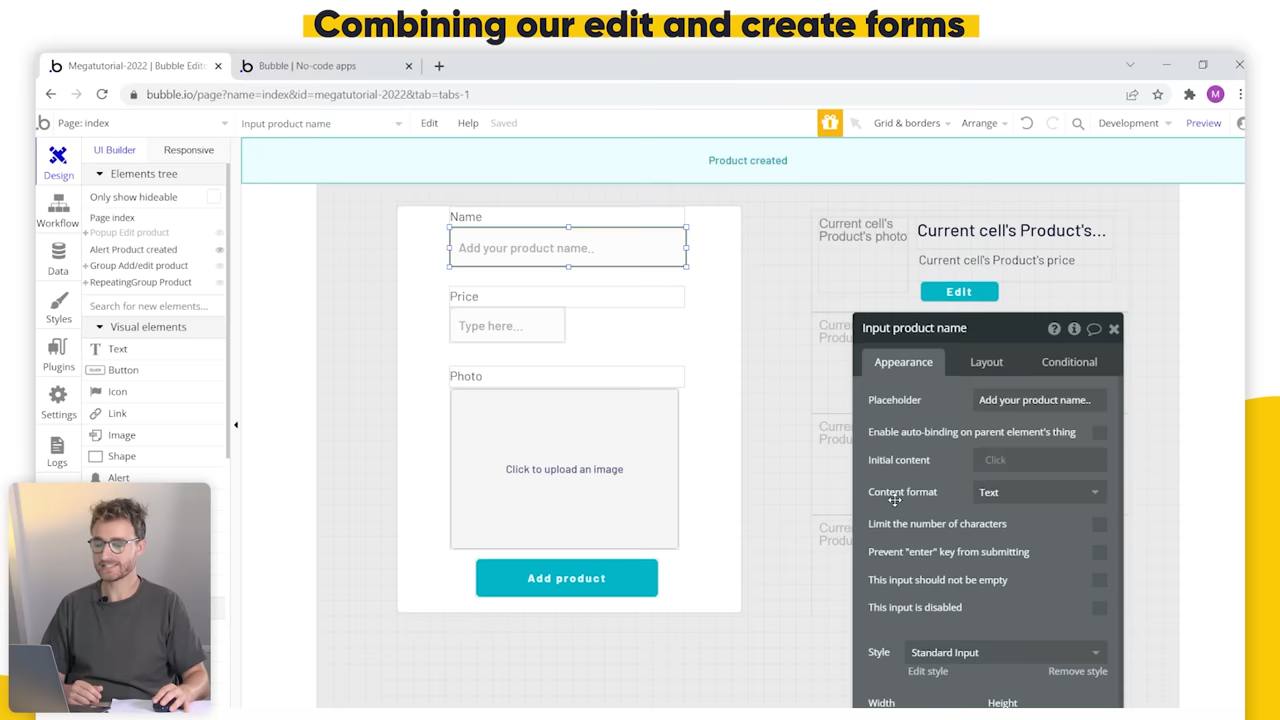 Combining our edit and create forms
Megatutorial-2022 | Bubble Edito
Bubble | No-code apps
bubble.io/page?name=index&id=megatutorial-2022&tab=tabs-1
M
Page: index
Input product name
Edit
Help
Saved
Grid & borders
Arrange
Development
Preview
UI Builder
Responsive
Design
Workflow
Data
Styles
Plugins
Settings
Logs
Elements tree
Only show hideable
Page index
Popup Edit product
Alert Product created
Group Add/edit product
RepeatingGroup Product
Search for new elements...
Visual elements
Text
Button
Icon
Link
Image
Shape
Alert
Product created
Name
Add your product name..
Price
Type here...
Photo
Click to upload an image
Add product
Current cell's
Product's photo
Current cell's Product's...
Current cell's Product's price
Edit
Curre
Produ
Curre
Produ
Curre
Produ
Input product name
Appearance
Layout
Conditional
Placeholder
Add your product name..
Enable auto-binding on parent element's thing
Initial content
Click
Content format
Text
Limit the number of characters
Prevent "enter" key from submitting
This input should not be empty
This input is disabled
Style
Standard Input
Edit style
Remove style
Width
Height